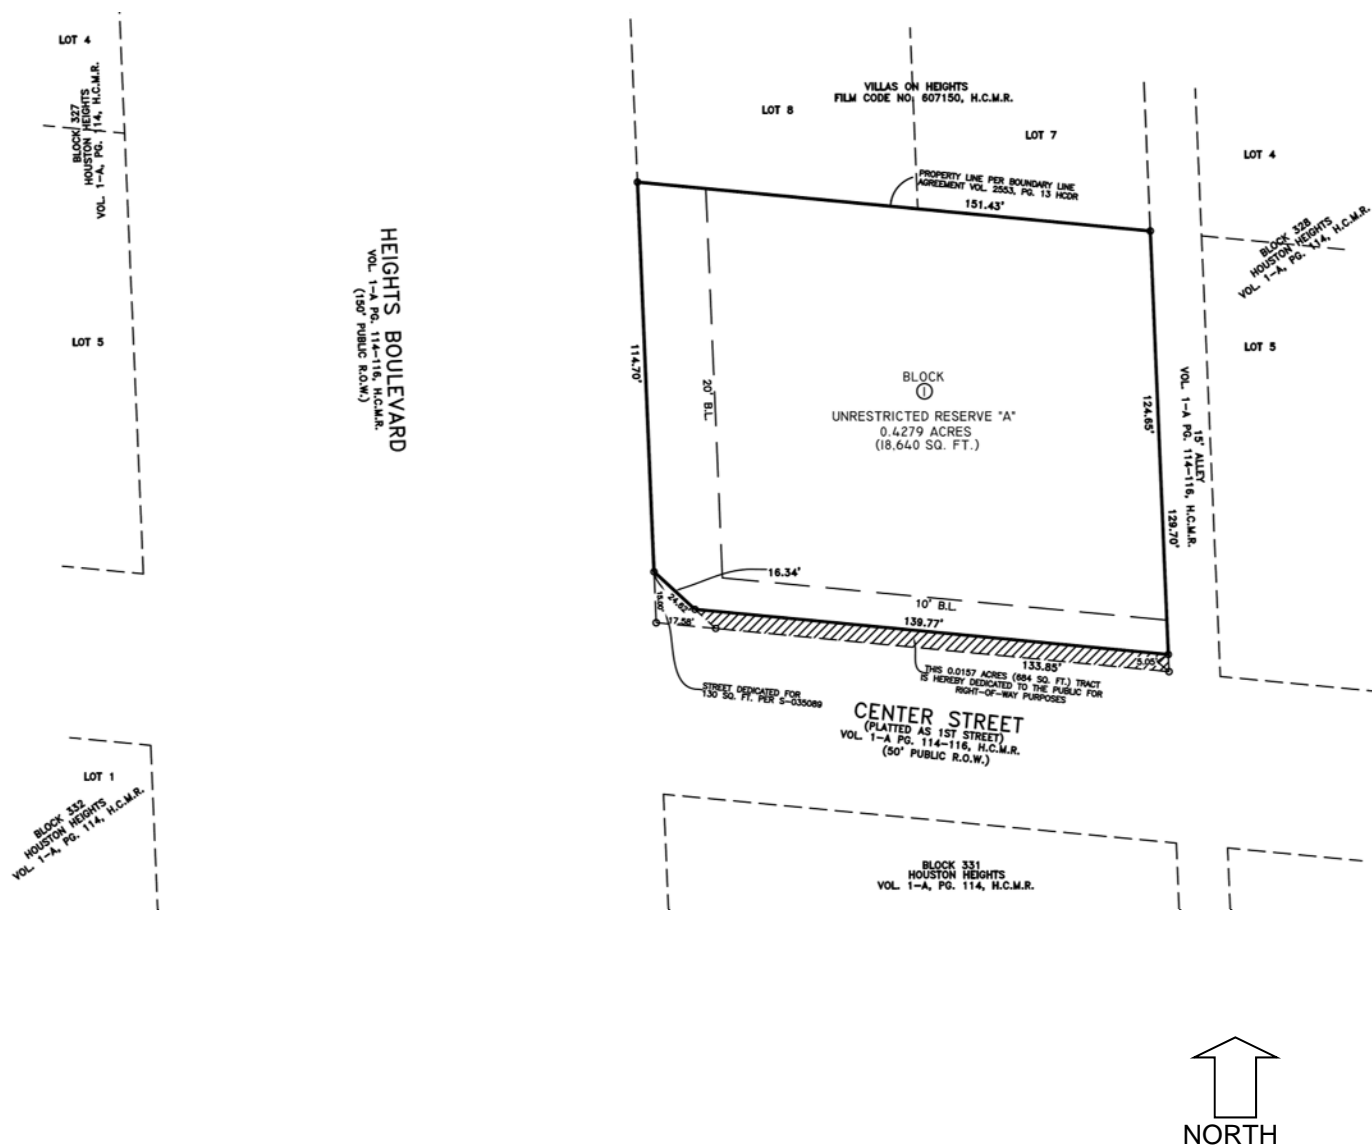 LOT 4
BLOCK 327
HOUSTON HEIGHTS
VOL. 1-A, PG. 114, H.C.M.R.
LOT 5
HEIGHTS BOULEVARD
VOL. 1-A PG. 114-116, H.C.M.R.
(150' PUBLIC R.O.W.)
VILLAS ON HEIGHTS
FILM CODE NO. 607150, H.C.M.R.
LOT 8
LOT 7
PROPERTY LINE PER BOUNDARY LINE
AGREEMENT VOL. 2553, PG. 13 HCDR
151.43'
LOT 4
BLOCK 328
HOUSTON HEIGHTS
VOL. 1-A, PG. 114, H.C.M.R.
LOT 5
114.70'
20' B.L.
BLOCK
1
UNRESTRICTED RESERVE "A"
0.4279 ACRES
(18,640 SQ. FT.)
124.65'
129.70'
15' ALLEY
VOL. 1-A PG. 114-116, H.C.M.R.
16.34'
24.62'
15.00'
17.58'
10' B.L.
139.77'
133.85'
5.05'
THIS 0.0157 ACRES (684 SQ. FT.) TRACT
IS HEREBY DEDICATED TO THE PUBLIC FOR
RIGHT-OF-WAY PURPOSES
STREET DEDICATED FOR
130 SQ. FT. PER S-035089
CENTER STREET
(PLATTED AS 1ST STREET)
VOL. 1-A PG. 114-116, H.C.M.R.
(50' PUBLIC R.O.W.)
LOT 1
BLOCK 332
HOUSTON HEIGHTS
VOL. 1-A, PG. 114, H.C.M.R.
BLOCK 331
HOUSTON HEIGHTS
VOL. 1-A, PG. 114, H.C.M.R.
NORTH